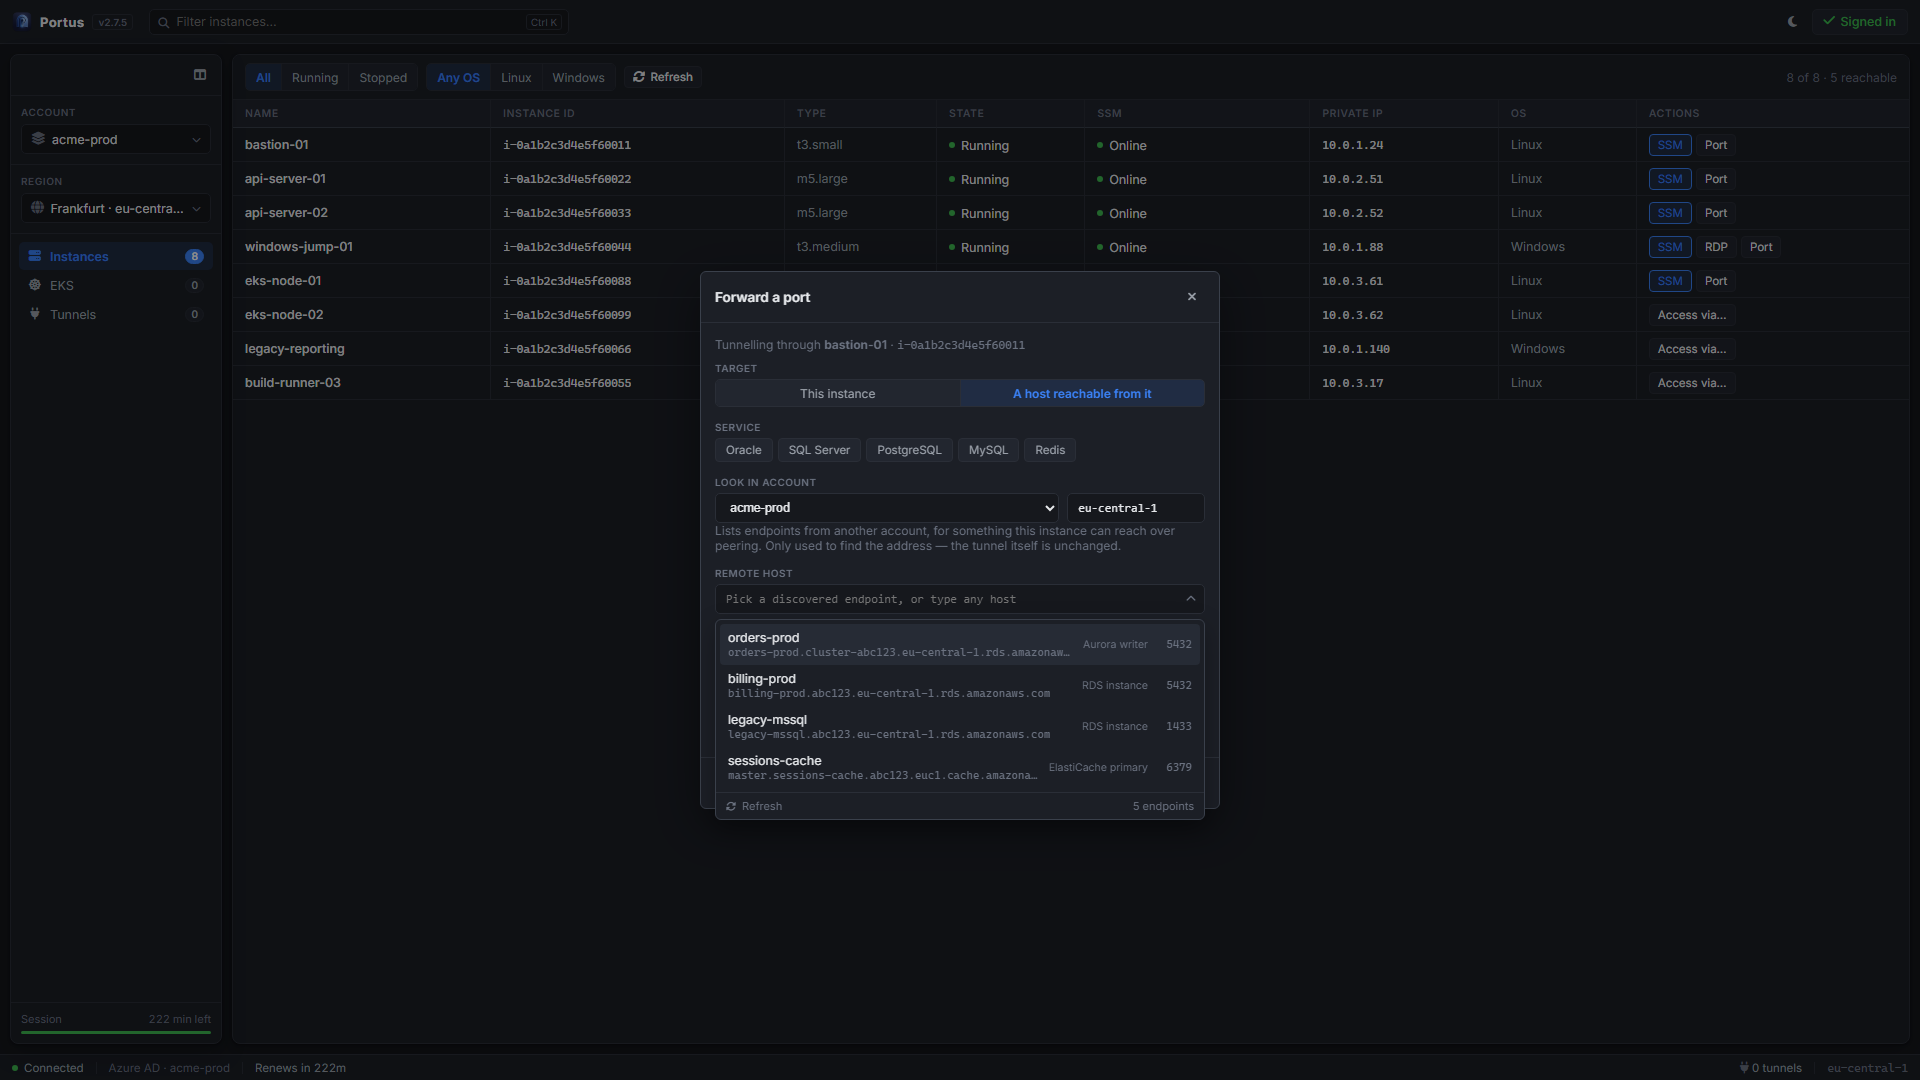 Portus v2.7.5 Filter instances... Ctrl K Signed in
All Running Stopped Any OS Linux Windows Refresh 8 of 8 · 5 reachable
ACCOUNT
acme-prod
REGION
Frankfurt · eu-centra...
Instances 8
EKS 0
Tunnels 0
NAME INSTANCE ID TYPE STATE SSM PRIVATE IP OS ACTIONS
bastion-01 i-0a1b2c3d4e5f60011 t3.small Running Online 10.0.1.24 Linux SSM Port
api-server-01 i-0a1b2c3d4e5f60022 m5.large Running Online 10.0.2.51 Linux SSM Port
api-server-02 i-0a1b2c3d4e5f60033 m5.large Running Online 10.0.2.52 Linux SSM Port
windows-jump-01 i-0a1b2c3d4e5f60044 t3.medium Running Online 10.0.1.88 Windows SSM RDP Port
eks-node-01 i-0a1b2c3d4e5f60088 10.0.3.61 Linux SSM Port
eks-node-02 i-0a1b2c3d4e5f60099 10.0.3.62 Linux Access via...
legacy-reporting i-0a1b2c3d4e5f60066 10.0.1.140 Windows Access via...
build-runner-03 i-0a1b2c3d4e5f60055 10.0.3.17 Linux Access via...
Forward a port
Tunnelling through bastion-01 · i-0a1b2c3d4e5f60011
TARGET
This instance A host reachable from it
SERVICE
Oracle SQL Server PostgreSQL MySQL Redis
LOOK IN ACCOUNT
acme-prod eu-central-1
Lists endpoints from another account, for something this instance can reach over
peering. Only used to find the address — the tunnel itself is unchanged.
REMOTE HOST
Pick a discovered endpoint, or type any host
orders-prod
orders-prod.cluster-abc123.eu-central-1.rds.amazonaw... Aurora writer 5432
billing-prod
billing-prod.abc123.eu-central-1.rds.amazonaws.com RDS instance 5432
legacy-mssql
legacy-mssql.abc123.eu-central-1.rds.amazonaws.com RDS instance 1433
sessions-cache
master.sessions-cache.abc123.euc1.cache.amazona... ElastiCache primary 6379
Refresh 5 endpoints
Session 222 min left
Connected Azure AD · acme-prod Renews in 222m 0 tunnels eu-central-1